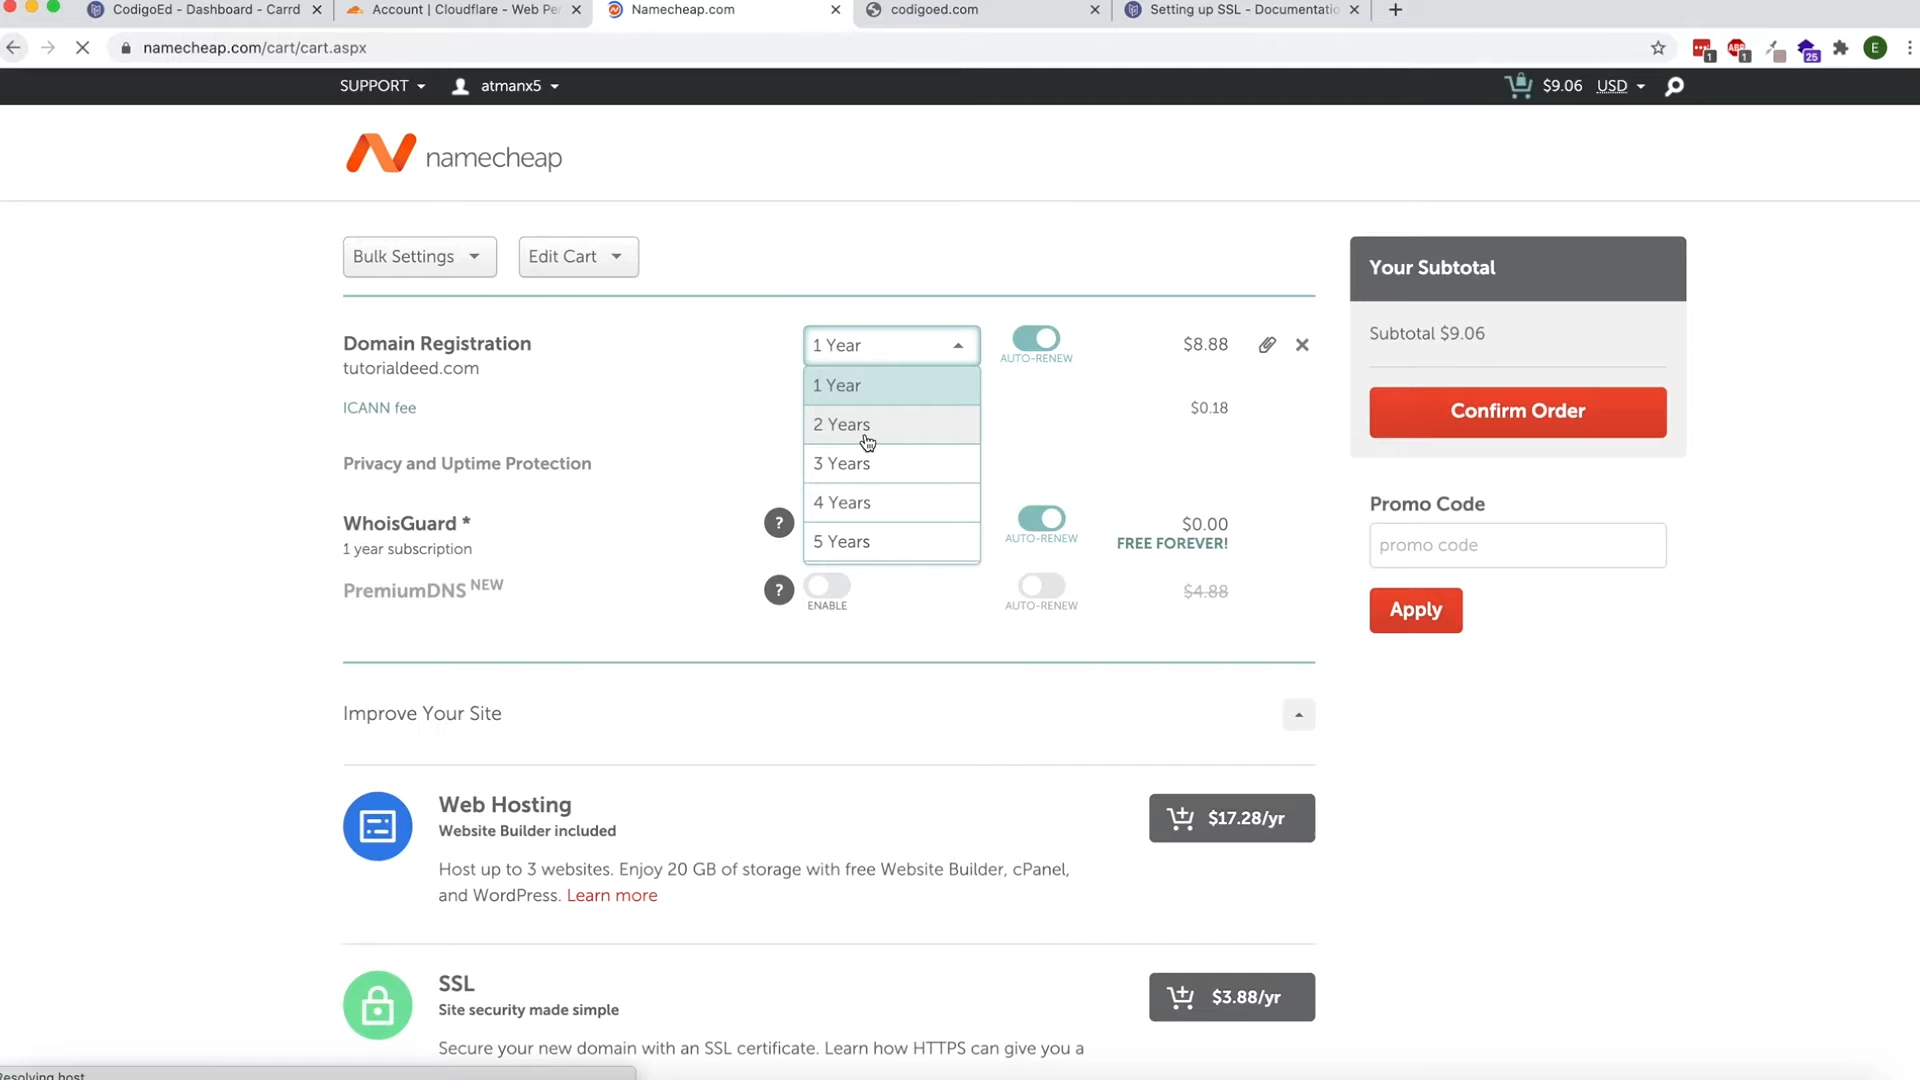 CodigoEd - Dashboard - Carrd
Account | Cloudflare - Web Pe
Namecheap.com
codigoed.com
Setting up SSL - Documentatio
namecheap.com/cart/cart.aspx
1
1
25
E
SUPPORT
atmanx5
$9.06
USD
namecheap
Bulk Settings
Edit Cart
Your Subtotal
Subtotal $9.06
Confirm Order
Domain Registration
tutorialdeed.com
1 Year
AUTO-RENEW
$8.88
1 Year
ICANN fee
$0.18
2 Years
Privacy and Uptime Protection
3 Years
4 Years
Promo Code
promo code
Apply
WhoisGuard *
1 year subscription
?
5 Years
AUTO-RENEW
$0.00
FREE FOREVER!
PremiumDNS NEW
?
ENABLE
AUTO-RENEW
$4.88
Improve Your Site
Web Hosting
Website Builder included
$17.28/yr
Host up to 3 websites. Enjoy 20 GB of storage with free Website Builder, cPanel,
and WordPress. Learn more
SSL
Site security made simple
$3.88/yr
Secure your new domain with an SSL certificate. Learn how HTTPS can give you a
Resolving host